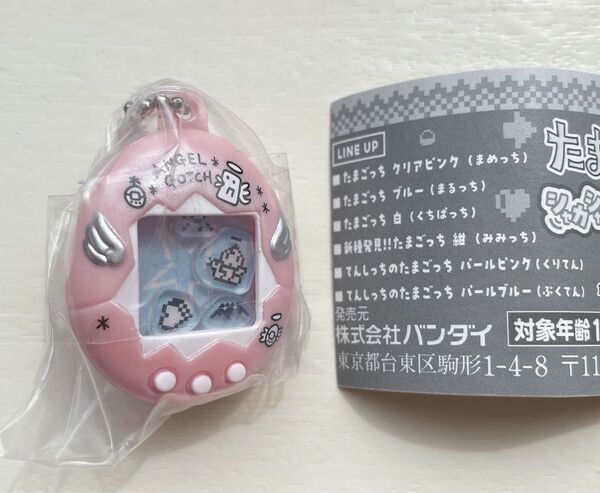 ANGEL
GOTCH
LINE UP
■たまごっち クリアピンク(まめっち)
■たまごっち ブルー(まるっち)
■たまごっち 白(くちぱっち)
■新種発見!!たまごっち 紺(みみっち)
■てんしっちのたまごっち パールピンク(くりてん)
■てんしっちのたまごっち パールブルー(ぷくてん)
たまご
シャカシ
発売元
株式会社バンダイ
対象年齢1
東京都台東区駒形1-4-8 〒11